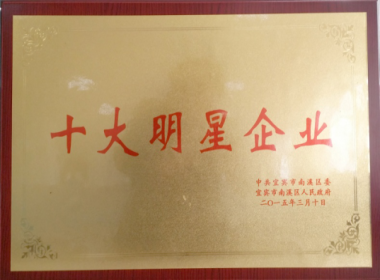 十大明星企业
中共宜宾市南溪区委
宜宾市南溪区人民政府
二〇一五年三月十日